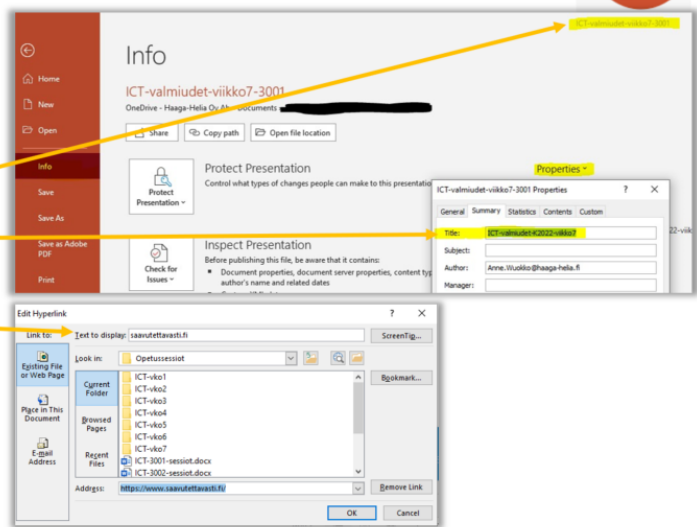 ICT-valmiudet-viikko7-3001
Info
Home
New
Open
Info
Save
Save As
Save as Adobe
PDF
Print
ICT-valmiudet-viikko7-3001
OneDrive - Haaga-Helia Oy Ab - Documents
Share
Copy path
Open file location
Protect
Presentation
Protect Presentation
Control what types of changes people can make to this presentatio
Check for
Issues
Inspect Presentation
Before publishing this file, be aware that it contains:
Document properties, document server properties, content typ
author's name and related dates
Properties
ICT-valmiudet-viikko7-3001 Properties ? X
General Summary Statistics Contents Custom
Title: ICT-valmiudet-K2022-viikko7
Subject:
Author: Anne.Wuokko@haaga-helia.fi
Manager:
22-viik
Edit Hyperlink ? X
Link to:
Text to display: saavutettavasti.fi
ScreenTip...
Existing File
or Web Page
Place in This
Document
E-mail
Address
Look in: Opetussessiot
Current
Folder
Browsed
Pages
Recent
Files
ICT-vko1
ICT-vko2
ICT-vko3
ICT-vko4
ICT-vko5
ICT-vko6
ICT-vko7
ICT-3001-sessiot.docx
ICT-3002-sessiot.docx
Bookmark...
Address: https://www.saavutettavasti.fi/
Remove Link
OK Cancel